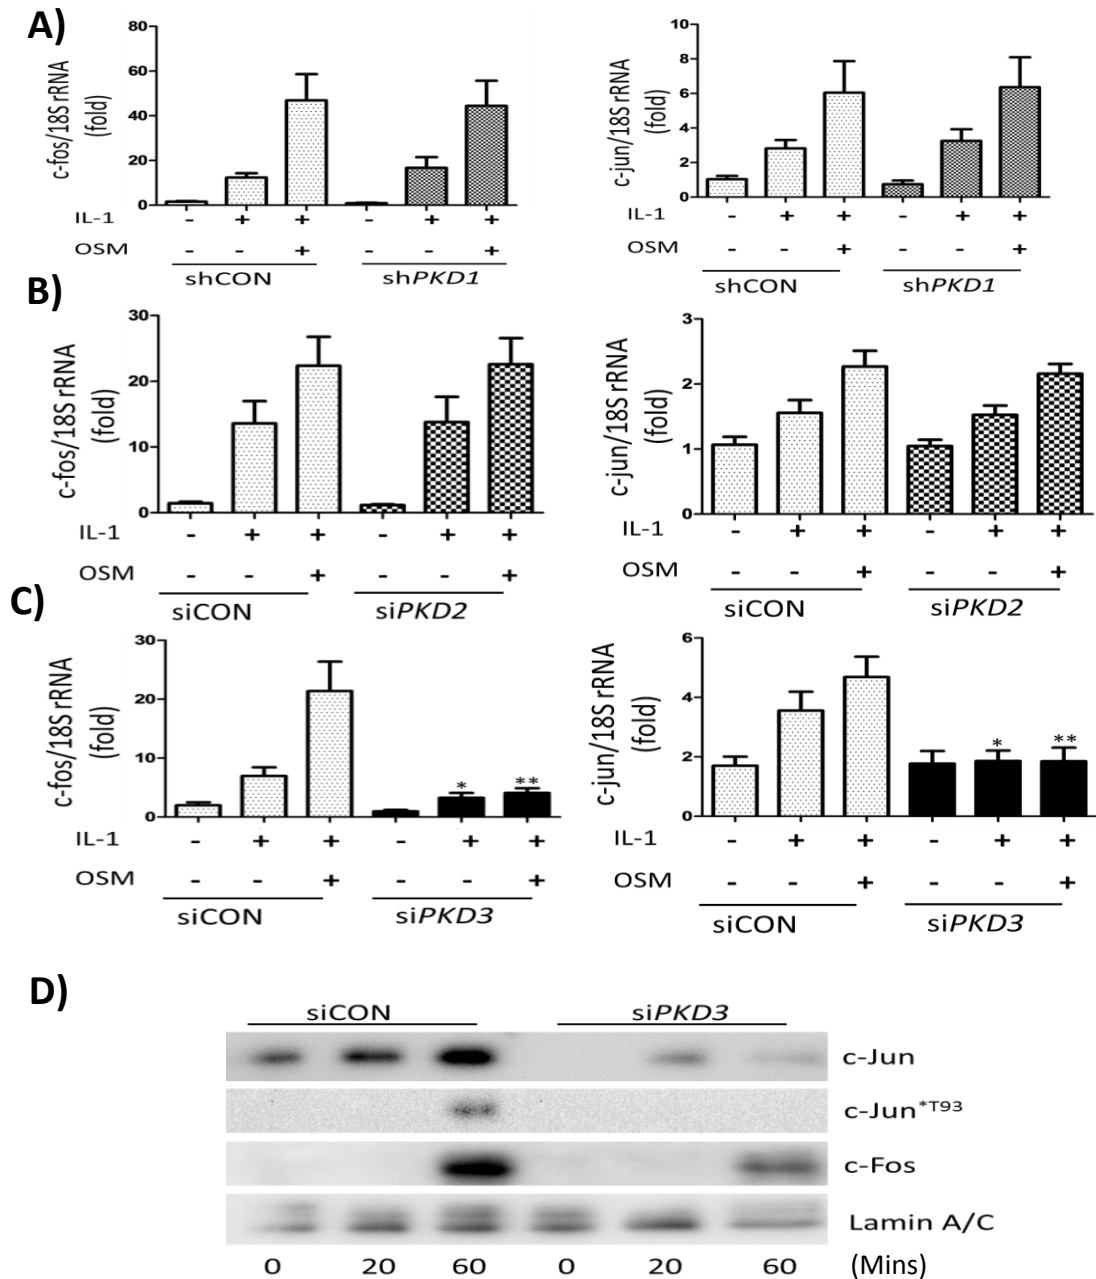 A)
c-fos/18S rRNA
(fold)
80
60
40
20
0
IL-1 - + + - + +
OSM - - + - - +
shCON shPKD1
c-jun/18S rRNA
(fold)
10
8
6
4
2
0
IL-1 - + + - + +
OSM - - + - - +
shCON shPKD1
B)
c-fos/18S rRNA
(fold)
30
20
10
0
IL-1 - + + - + +
OSM - - + - - +
siCON siPKD2
c-jun/18S rRNA
(fold)
3
2
1
0
IL-1 - + + - + +
OSM - - + - - +
siCON siPKD2
C)
c-fos/18S rRNA
(fold)
30
20
10
0
* **
IL-1 - + + - + +
OSM - - + - - +
siCON siPKD3
c-jun/18S rRNA
(fold)
6
4
2
0
* **
IL-1 - + + - + +
OSM - - + - - +
siCON siPKD3
D)
siCON siPKD3
c-Jun
c-Jun*T93
c-Fos
Lamin A/C
0 20 60 0 20 60 (Mins)